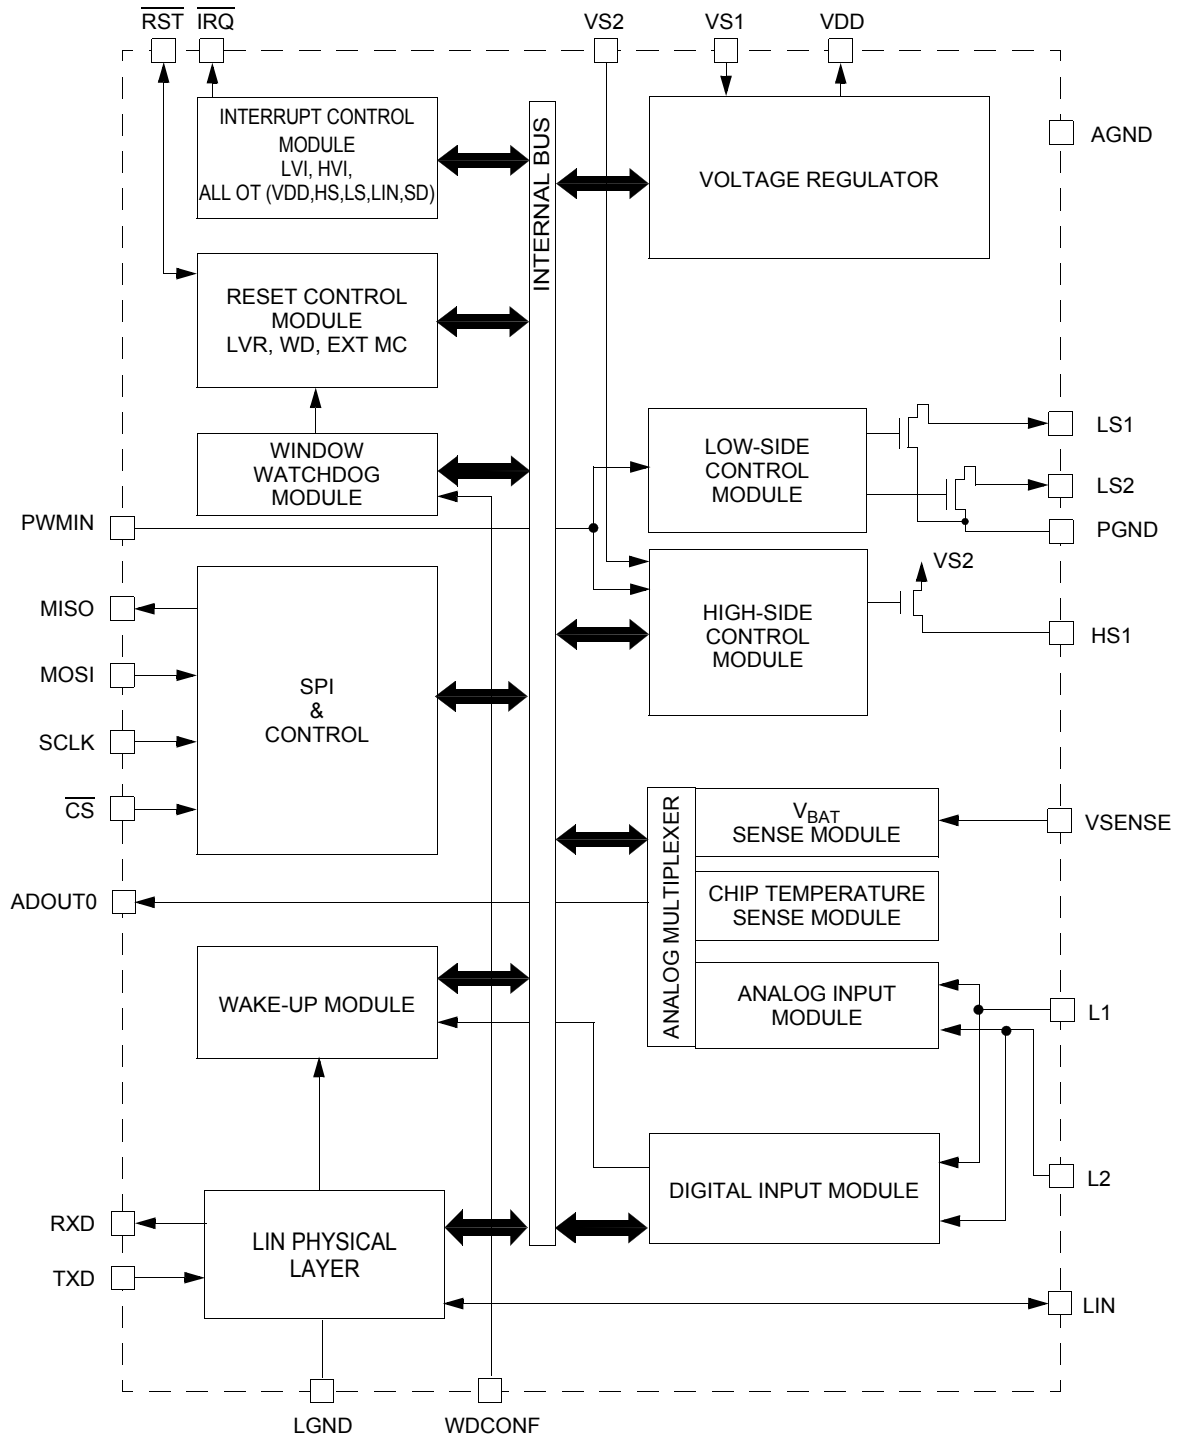 RST IRQ VS2 VS1 VDD
INTERRUPT CONTROL
MODULE
LVI, HVI,
ALL OT (VDD,HS,LS,LIN,SD)
INTERNAL BUS
VOLTAGE REGULATOR
AGND
RESET CONTROL
MODULE
LVR, WD, EXT MC
WINDOW
WATCHDOG
MODULE
LOW-SIDE
CONTROL
MODULE
LS1
LS2
PGND
PWMIN
VS2
HIGH-SIDE
CONTROL
MODULE
HS1
MISO
MOSI
SCLK
CS
SPI
&
CONTROL
ANALOG MULTIPLEXER
VBAT
SENSE MODULE
VSENSE
CHIP TEMPERATURE
SENSE MODULE
ADOUT0
ANALOG INPUT
MODULE
L1
WAKE-UP MODULE
DIGITAL INPUT MODULE
L2
RXD
TXD
LIN PHYSICAL
LAYER
LIN
LGND
WDCONF